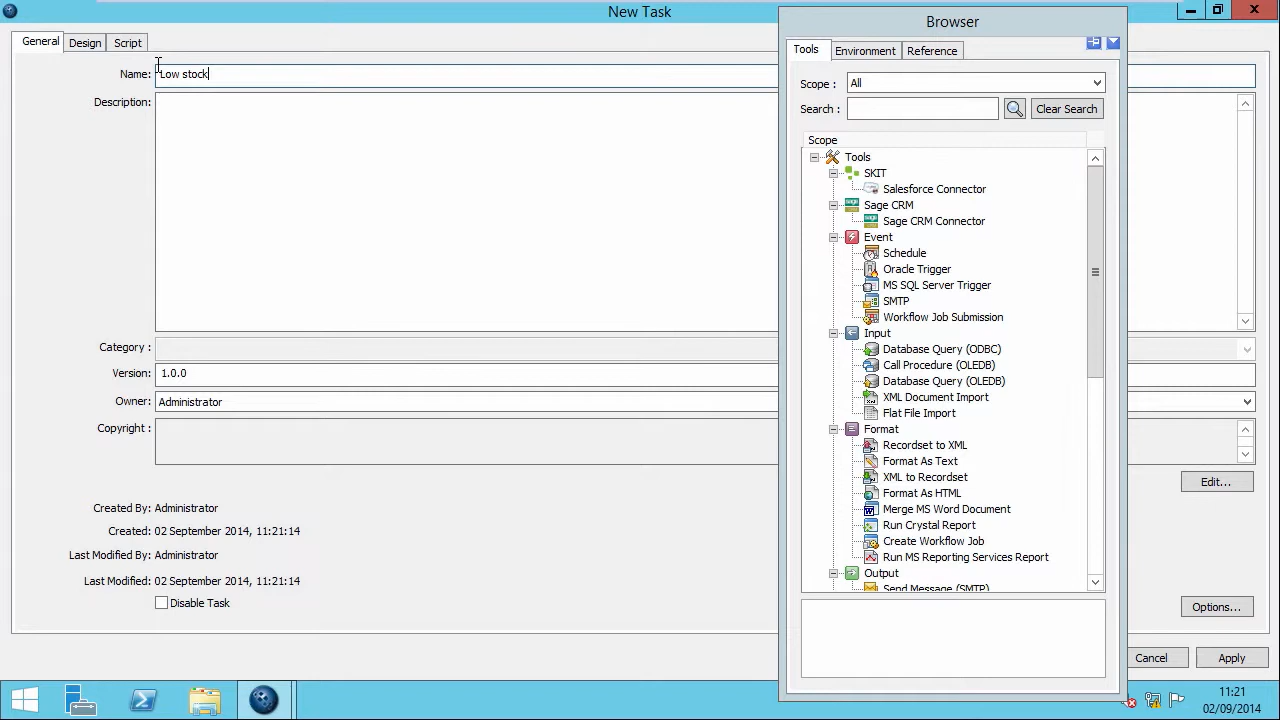 New Task
General Design Script
Name: Low stock
Description:
Category :
Version: 1.0.0
Owner: Administrator
Copyright :
Edit...
Created By: Administrator
Created: 02 September 2014, 11:21:14
Last Modified By: Administrator
Last Modified: 02 September 2014, 11:21:14
Disable Task
Options...
Cancel Apply
Browser
Tools Environment Reference
Scope : All
Search : Clear Search
Scope
Tools
SKIT
Salesforce Connector
Sage CRM
Sage CRM Connector
Event
Schedule
Oracle Trigger
MS SQL Server Trigger
SMTP
Workflow Job Submission
Input
Database Query (ODBC)
Call Procedure (OLEDB)
Database Query (OLEDB)
XML Document Import
Flat File Import
Format
Recordset to XML
Format As Text
XML to Recordset
Format As HTML
Merge MS Word Document
Run Crystal Report
Create Workflow Job
Run MS Reporting Services Report
Output
Send Message (SMTP)
11:21
02/09/2014